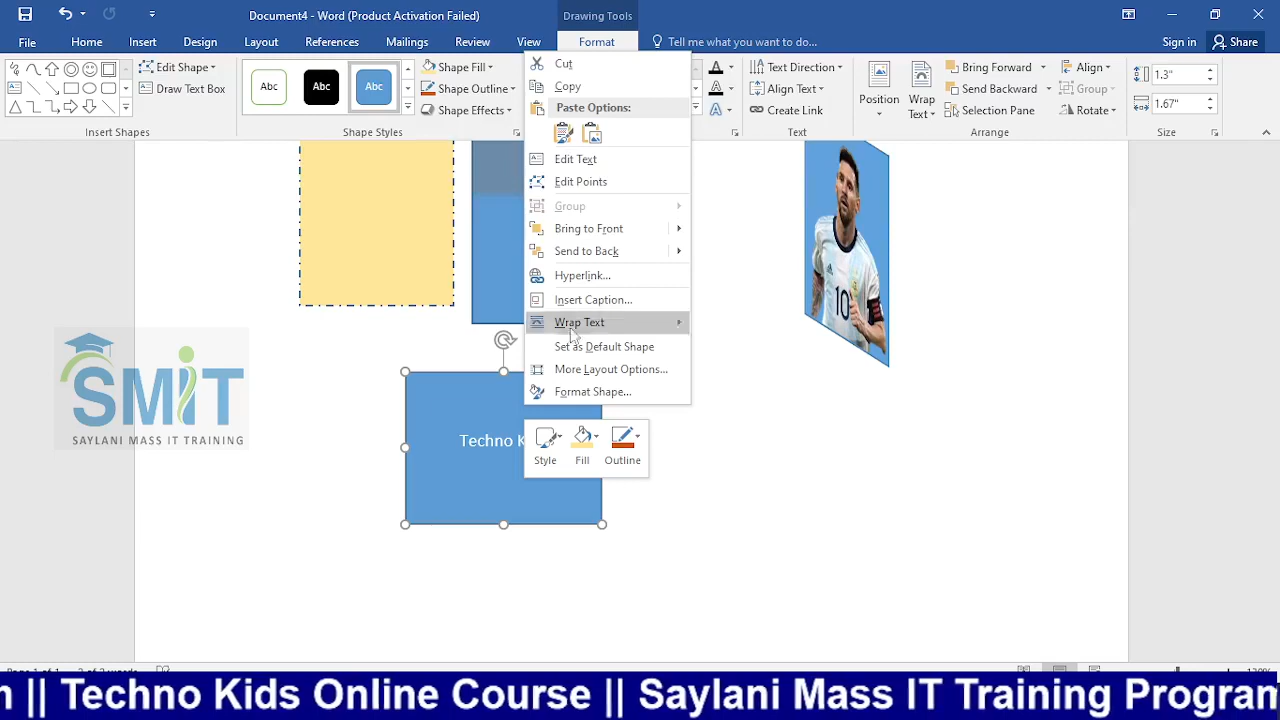 Document4 - Word (Product Activation Failed)
Drawing Tools
File Home Insert Design Layout References Mailings Review View Format Tell me what you want to do... Sign in Share
Edit Shape
Draw Text Box
Insert Shapes
Abc Abc Abc
Shape Styles
Shape Fill
Shape Outline
Shape Effects
Text Direction
Align Text
Create Link
Text
Position
Wrap
Text
Bring Forward
Send Backward
Selection Pane
Align
Group
Rotate
Arrange
1.3"
1.67"
Size
Cut
Copy
Paste Options:
Edit Text
Edit Points
Group
Bring to Front
Send to Back
Hyperlink...
Insert Caption...
Wrap Text
Set as Default Shape
More Layout Options...
Format Shape...
Style Fill Outline
10
SMiT
SAYLANI MASS IT TRAINING
Techno K
|| Techno Kids Online Course || Saylani Mass IT Training Program